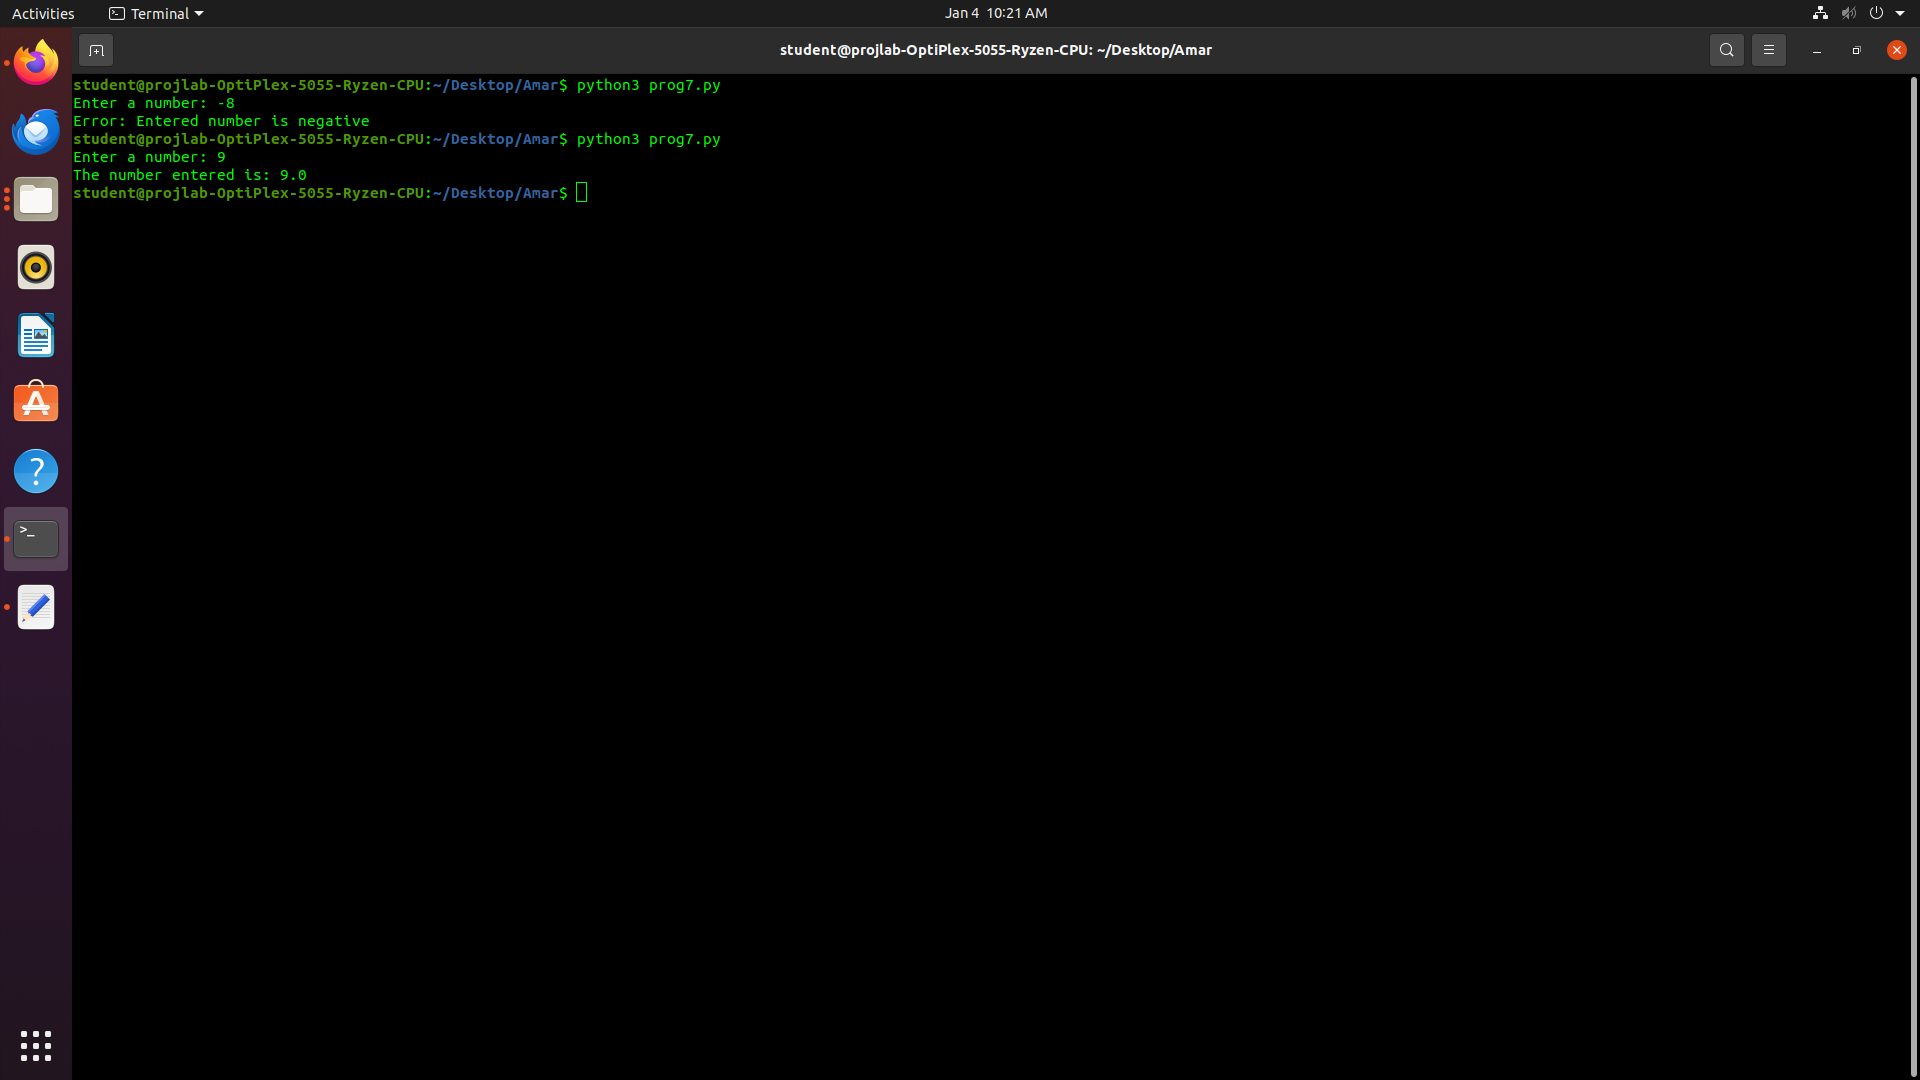 Activities
Terminal
Jan 4 10:21 AM
student@projlab-OptiPlex-5055-Ryzen-CPU: ~/Desktop/Amar
student@projlab-OptiPlex-5055-Ryzen-CPU:~/Desktop/Amar$ python3 prog7.py
Enter a number: -8
Error: Entered number is negative
student@projlab-OptiPlex-5055-Ryzen-CPU:~/Desktop/Amar$ python3 prog7.py
Enter a number: 9
The number entered is: 9.0
student@projlab-OptiPlex-5055-Ryzen-CPU:~/Desktop/Amar$